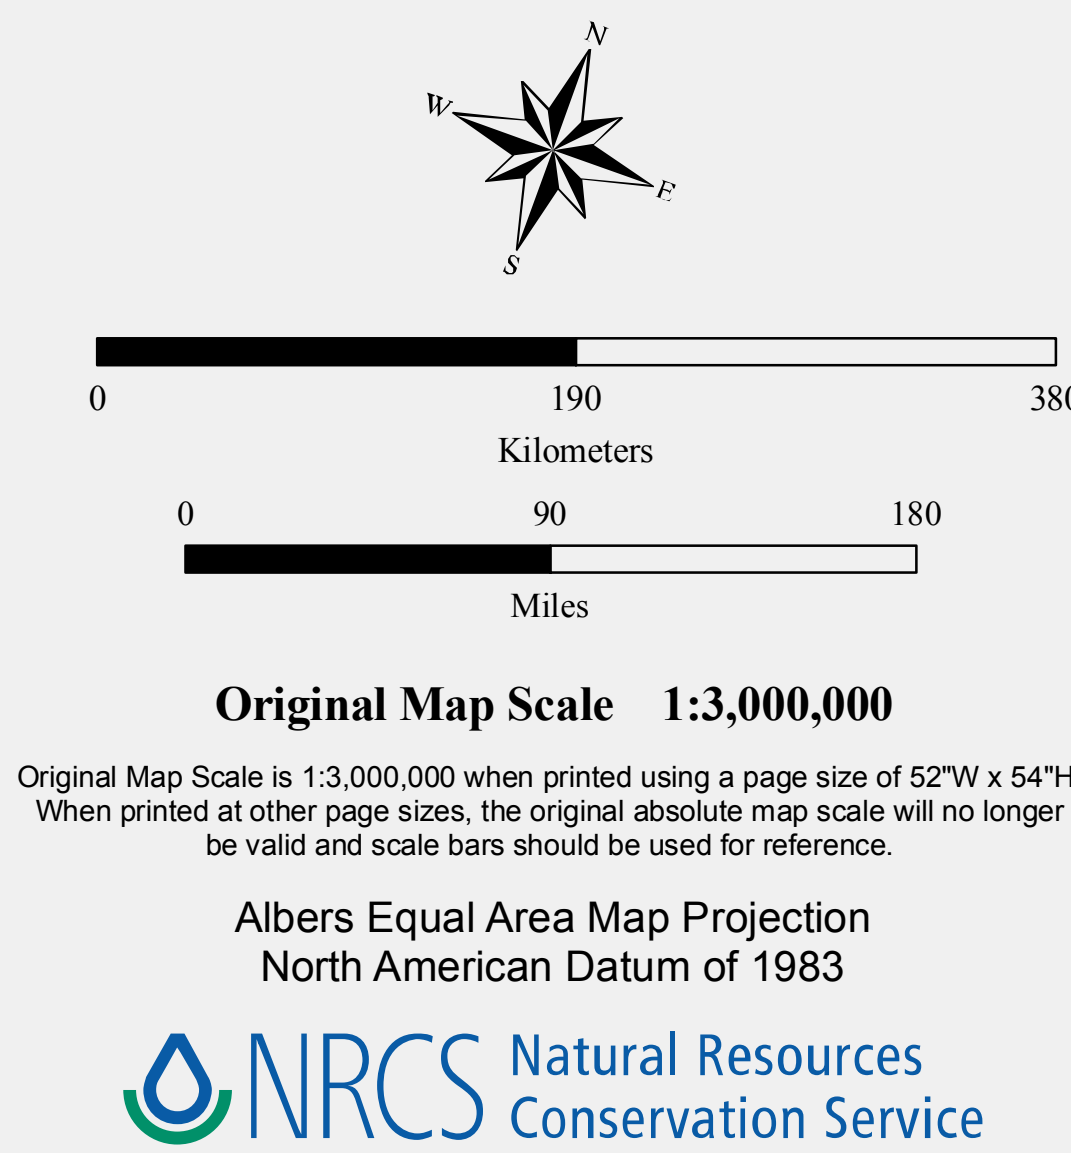 N
W
E
S
0 190 380
Kilometers
0 90 180
Miles
Original Map Scale 1:3,000,000
Original Map Scale is 1:3,000,000 when printed using a page size of 52"W x 54"H
When printed at other page sizes, the original absolute map scale will no longer
be valid and scale bars should be used for reference.
Albers Equal Area Map Projection
North American Datum of 1983
NRCS Natural Resources
Conservation Service